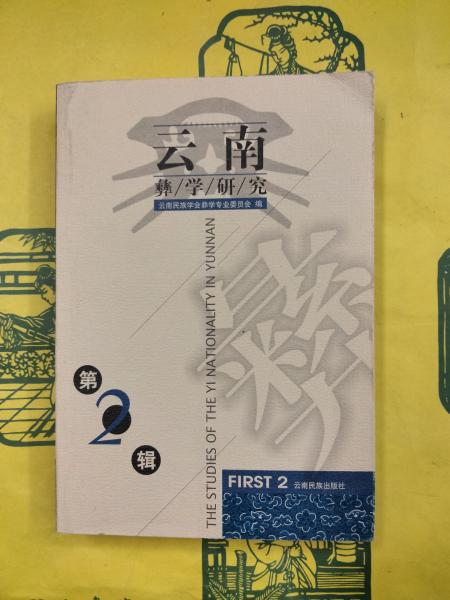 云南
彝/学/研/究
云南民族学会彝学专业委员会 编
THE STUDIES OF THE YI NATIONALITY IN YUNNAN
彝
第
2
辑
FIRST 2 云南民族出版社